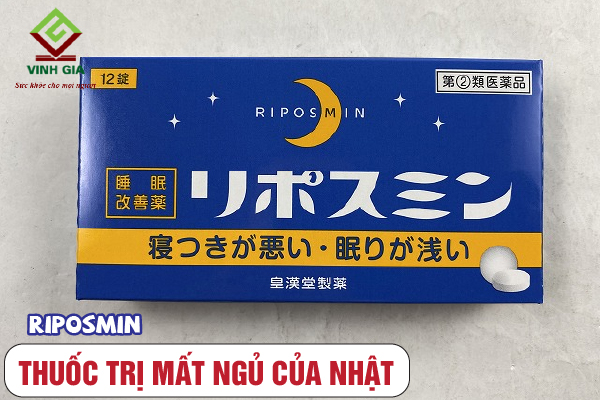 VINH GIA
Sức khỏe cho mọi người
12錠
RIPOSMIN
第②類医薬品
睡眠
改善薬
リポスミン
寝つきが悪い・眠りが浅い
皇漢堂製薬
RIPOSMIN
THUỐC TRỊ MẤT NGỦ CỦA NHẬT